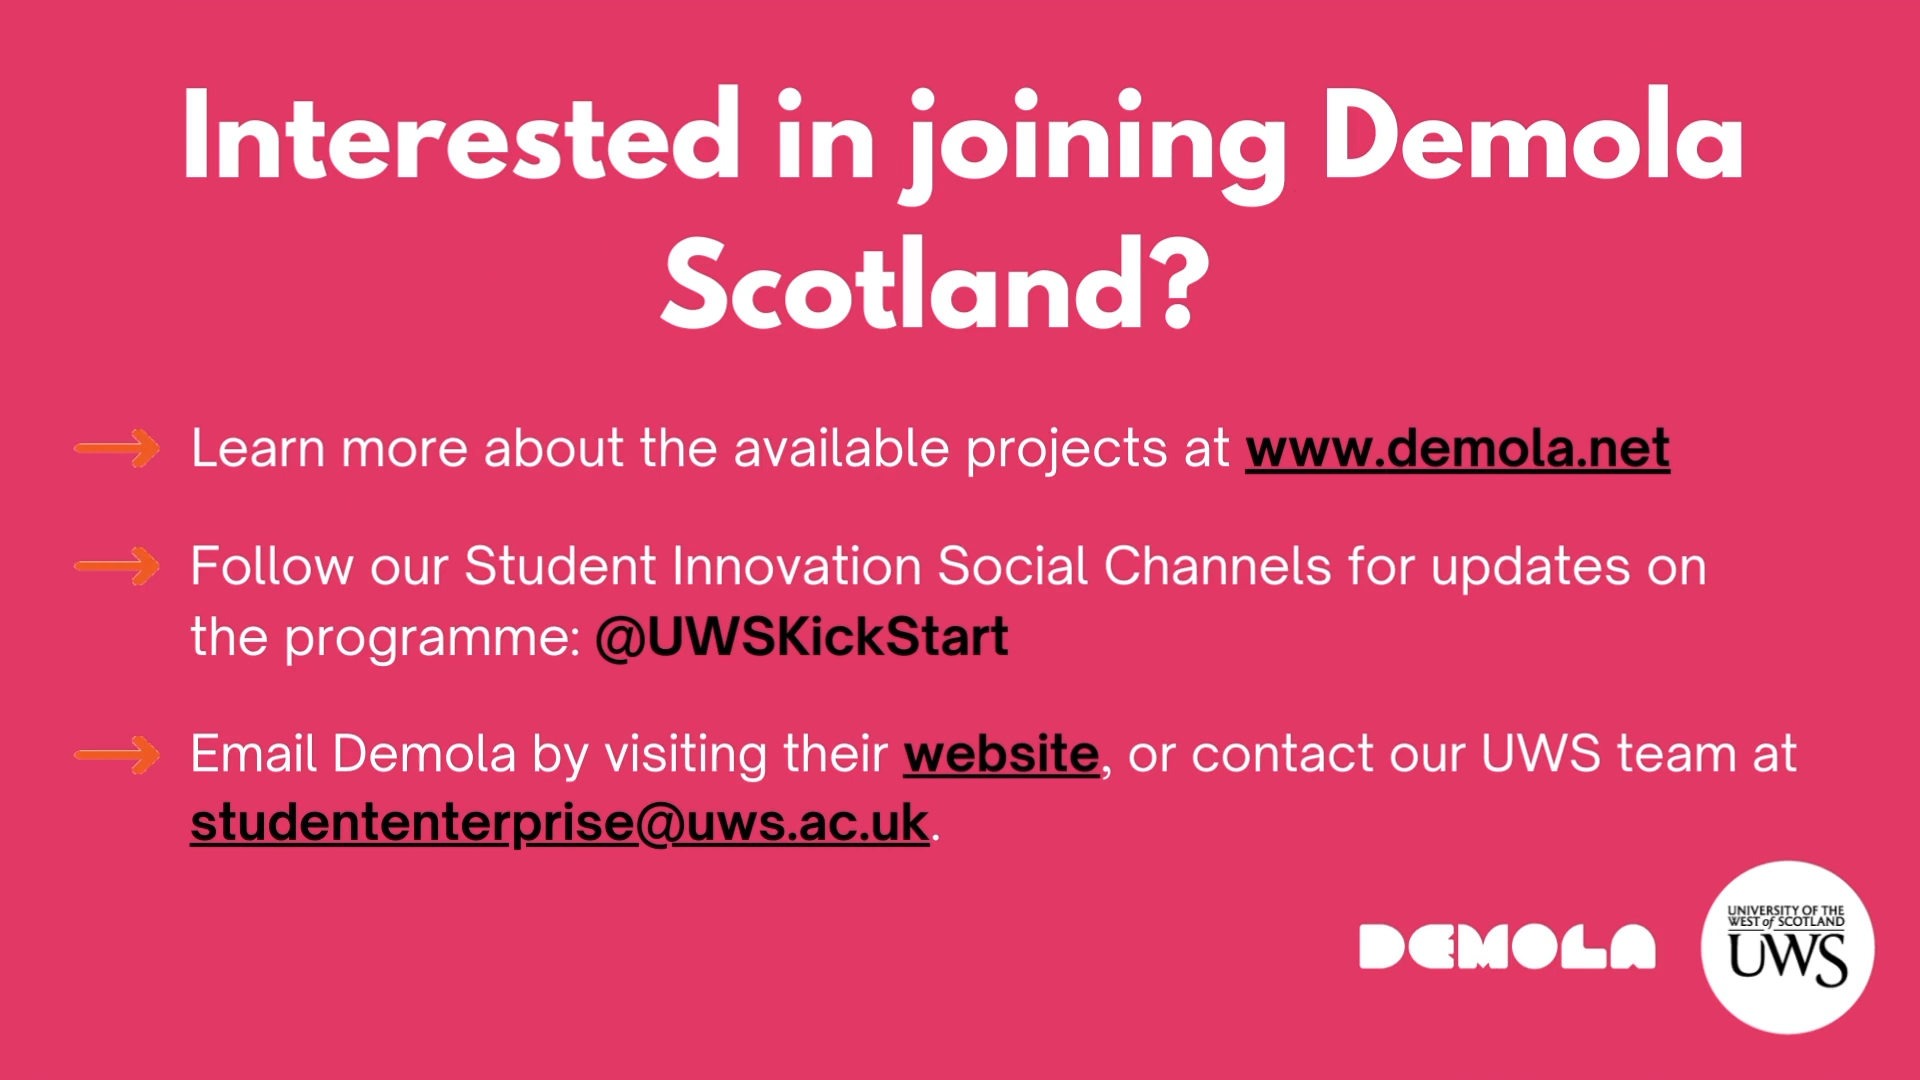 Interested in joining Demola
Scotland?
Learn more about the available projects at www.demola.net
Follow our Student Innovation Social Channels for updates on
the programme: @UWSKickStart
Email Demola by visiting their website, or contact our UWS team at
studententerprise@uws.ac.uk.
DEMOLA
UNIVERSITY OF THE
WEST of SCOTLAND
UWS